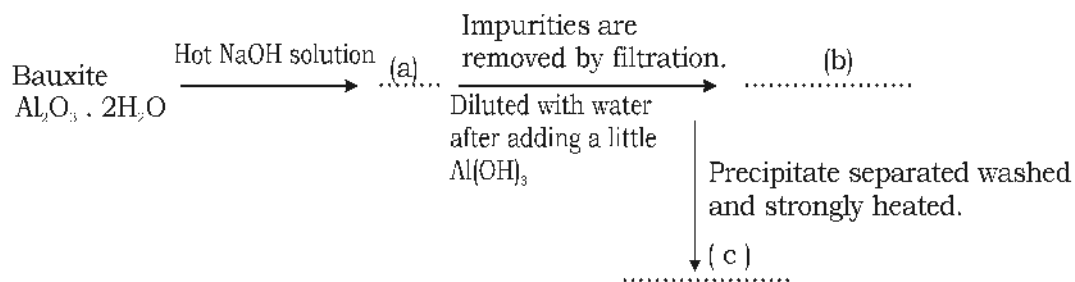 Impurities are
removed by filtration.
Hot NaOH solution
(a)
(b)
Bauxite
Al₂O₃ . 2H₂O
Diluted with water
after adding a little
Al(OH)₃
Precipitate separated washed
and strongly heated.
( c )